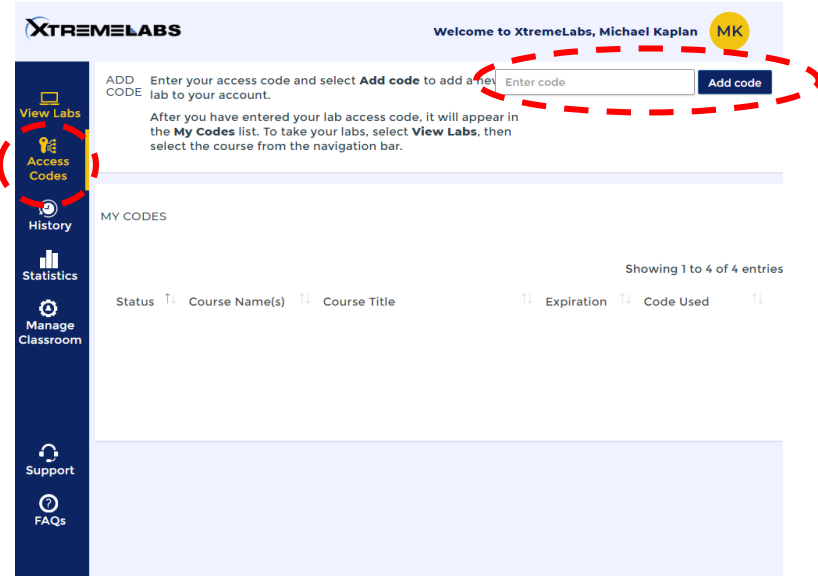 XTREMELABS
Welcome to XtremeLabs, Michael Kaplan
MK
View Labs
Access
Codes
History
Statistics
Manage
Classroom
Support
FAQs
ADD
CODE
Enter your access code and select Add code to add a new
lab to your account.
After you have entered your lab access code, it will appear in
the My Codes list. To take your labs, select View Labs, then
select the course from the navigation bar.
Enter code
Add code
MY CODES
Showing 1 to 4 of 4 entries
Status Course Name(s) Course Title Expiration Code Used